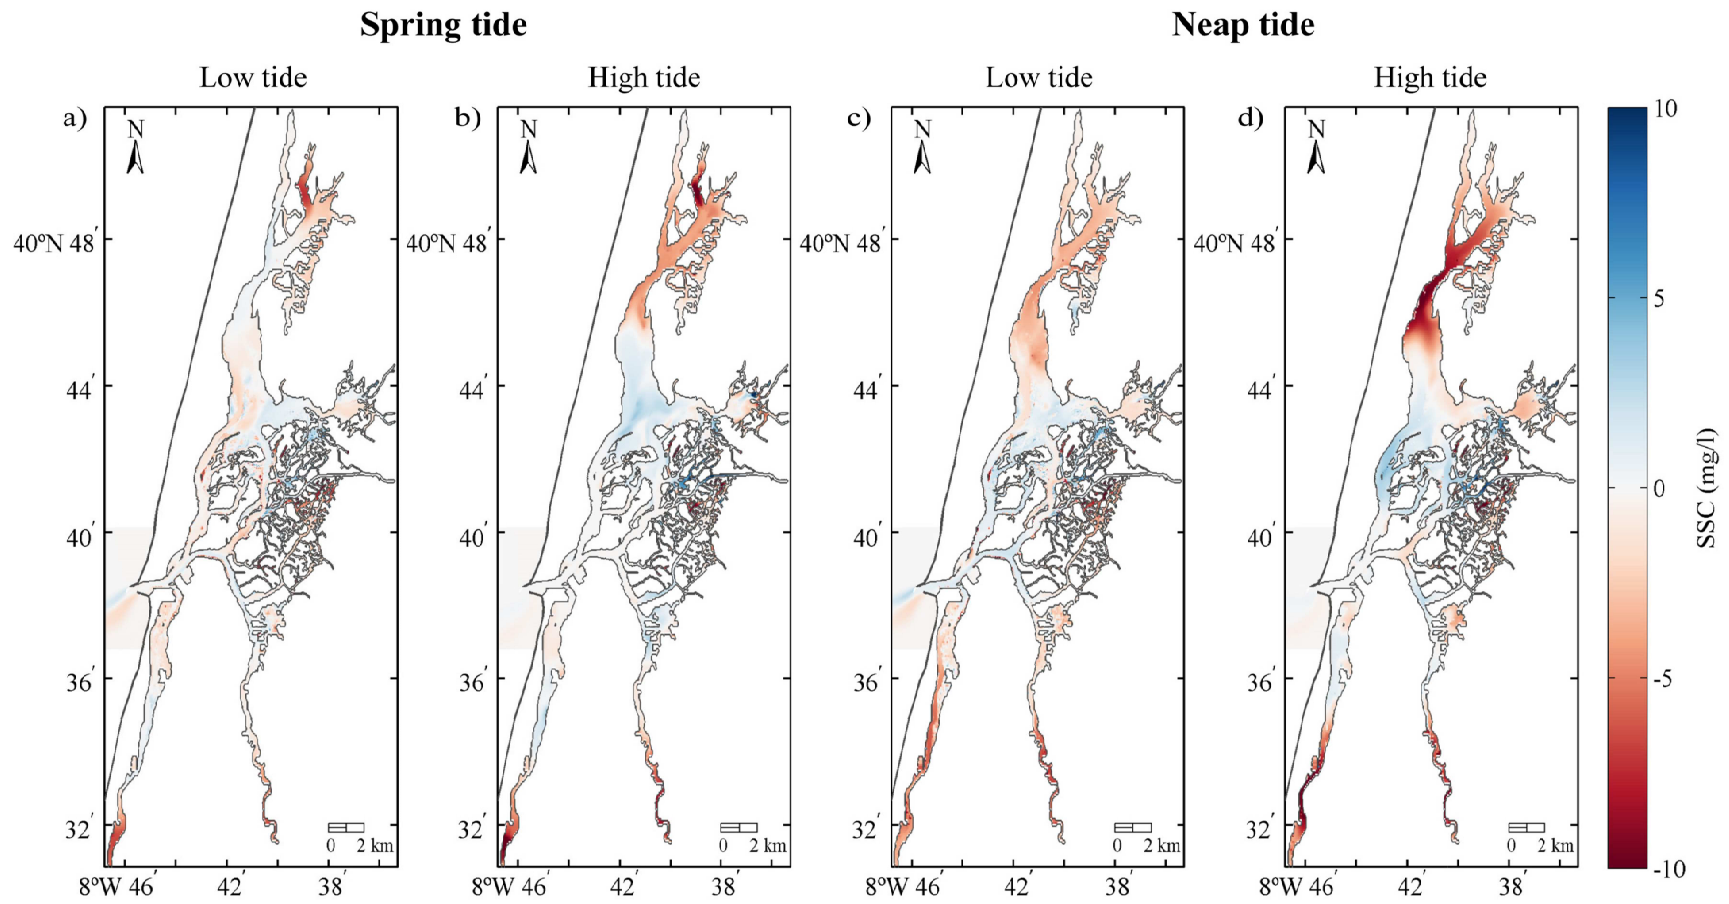 Spring tide Neap tide
Low tide High tide Low tide High tide
a) b) c) d)
N N N N
10
5
0
-5
-10
SSC (mg/l)
40ºN 48′ 40ºN 48′ 40ºN 48′ 40ºN 48′
44′ 44′ 44′ 44′
40′ 40′ 40′ 40′
36′ 36′ 36′ 36′
32′ 32′ 32′ 32′
0 2 km 0 2 km 0 2 km 0 2 km
8ºW 46′ 42′ 38′ 8ºW 46′ 42′ 38′ 8ºW 46′ 42′ 38′ 8ºW 46′ 42′ 38′